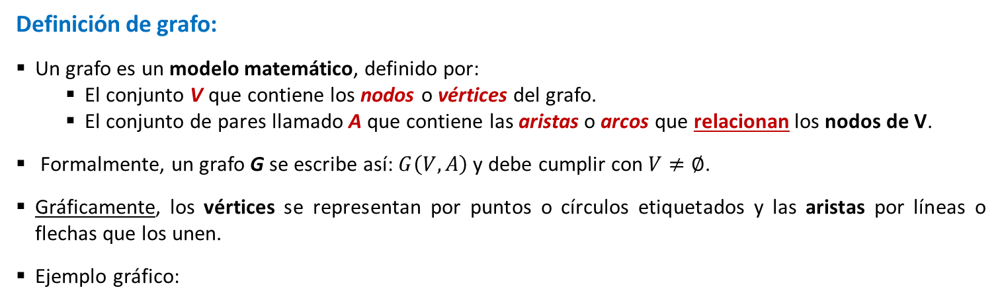 Definición de grafo:
▪ Un grafo es un modelo matemático, definido por:
▪ El conjunto V que contiene los nodos o vértices del grafo.
▪ El conjunto de pares llamado A que contiene las aristas o arcos que relacionan los nodos de V.
▪ Formalmente, un grafo G se escribe así: G(V, A) y debe cumplir con V ≠ ∅.
▪ Gráficamente, los vértices se representan por puntos o círculos etiquetados y las aristas por líneas o
flechas que los unen.
▪ Ejemplo gráfico: